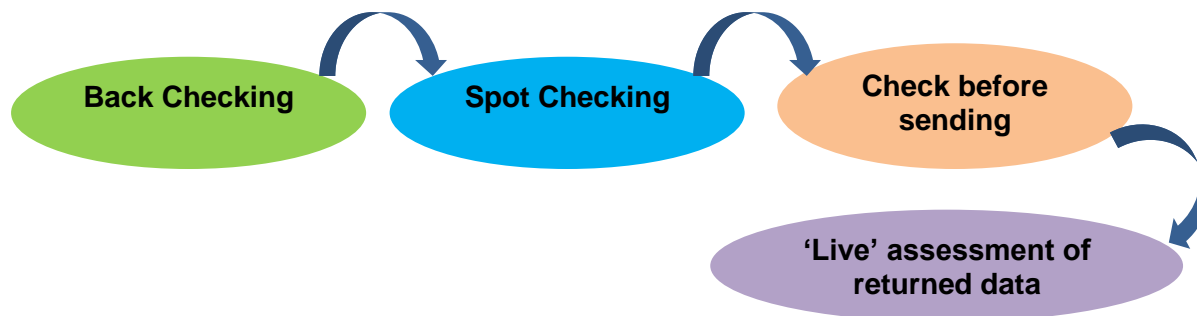 Back Checking
Spot Checking
Check before
sending
‘Live’ assessment of
returned data